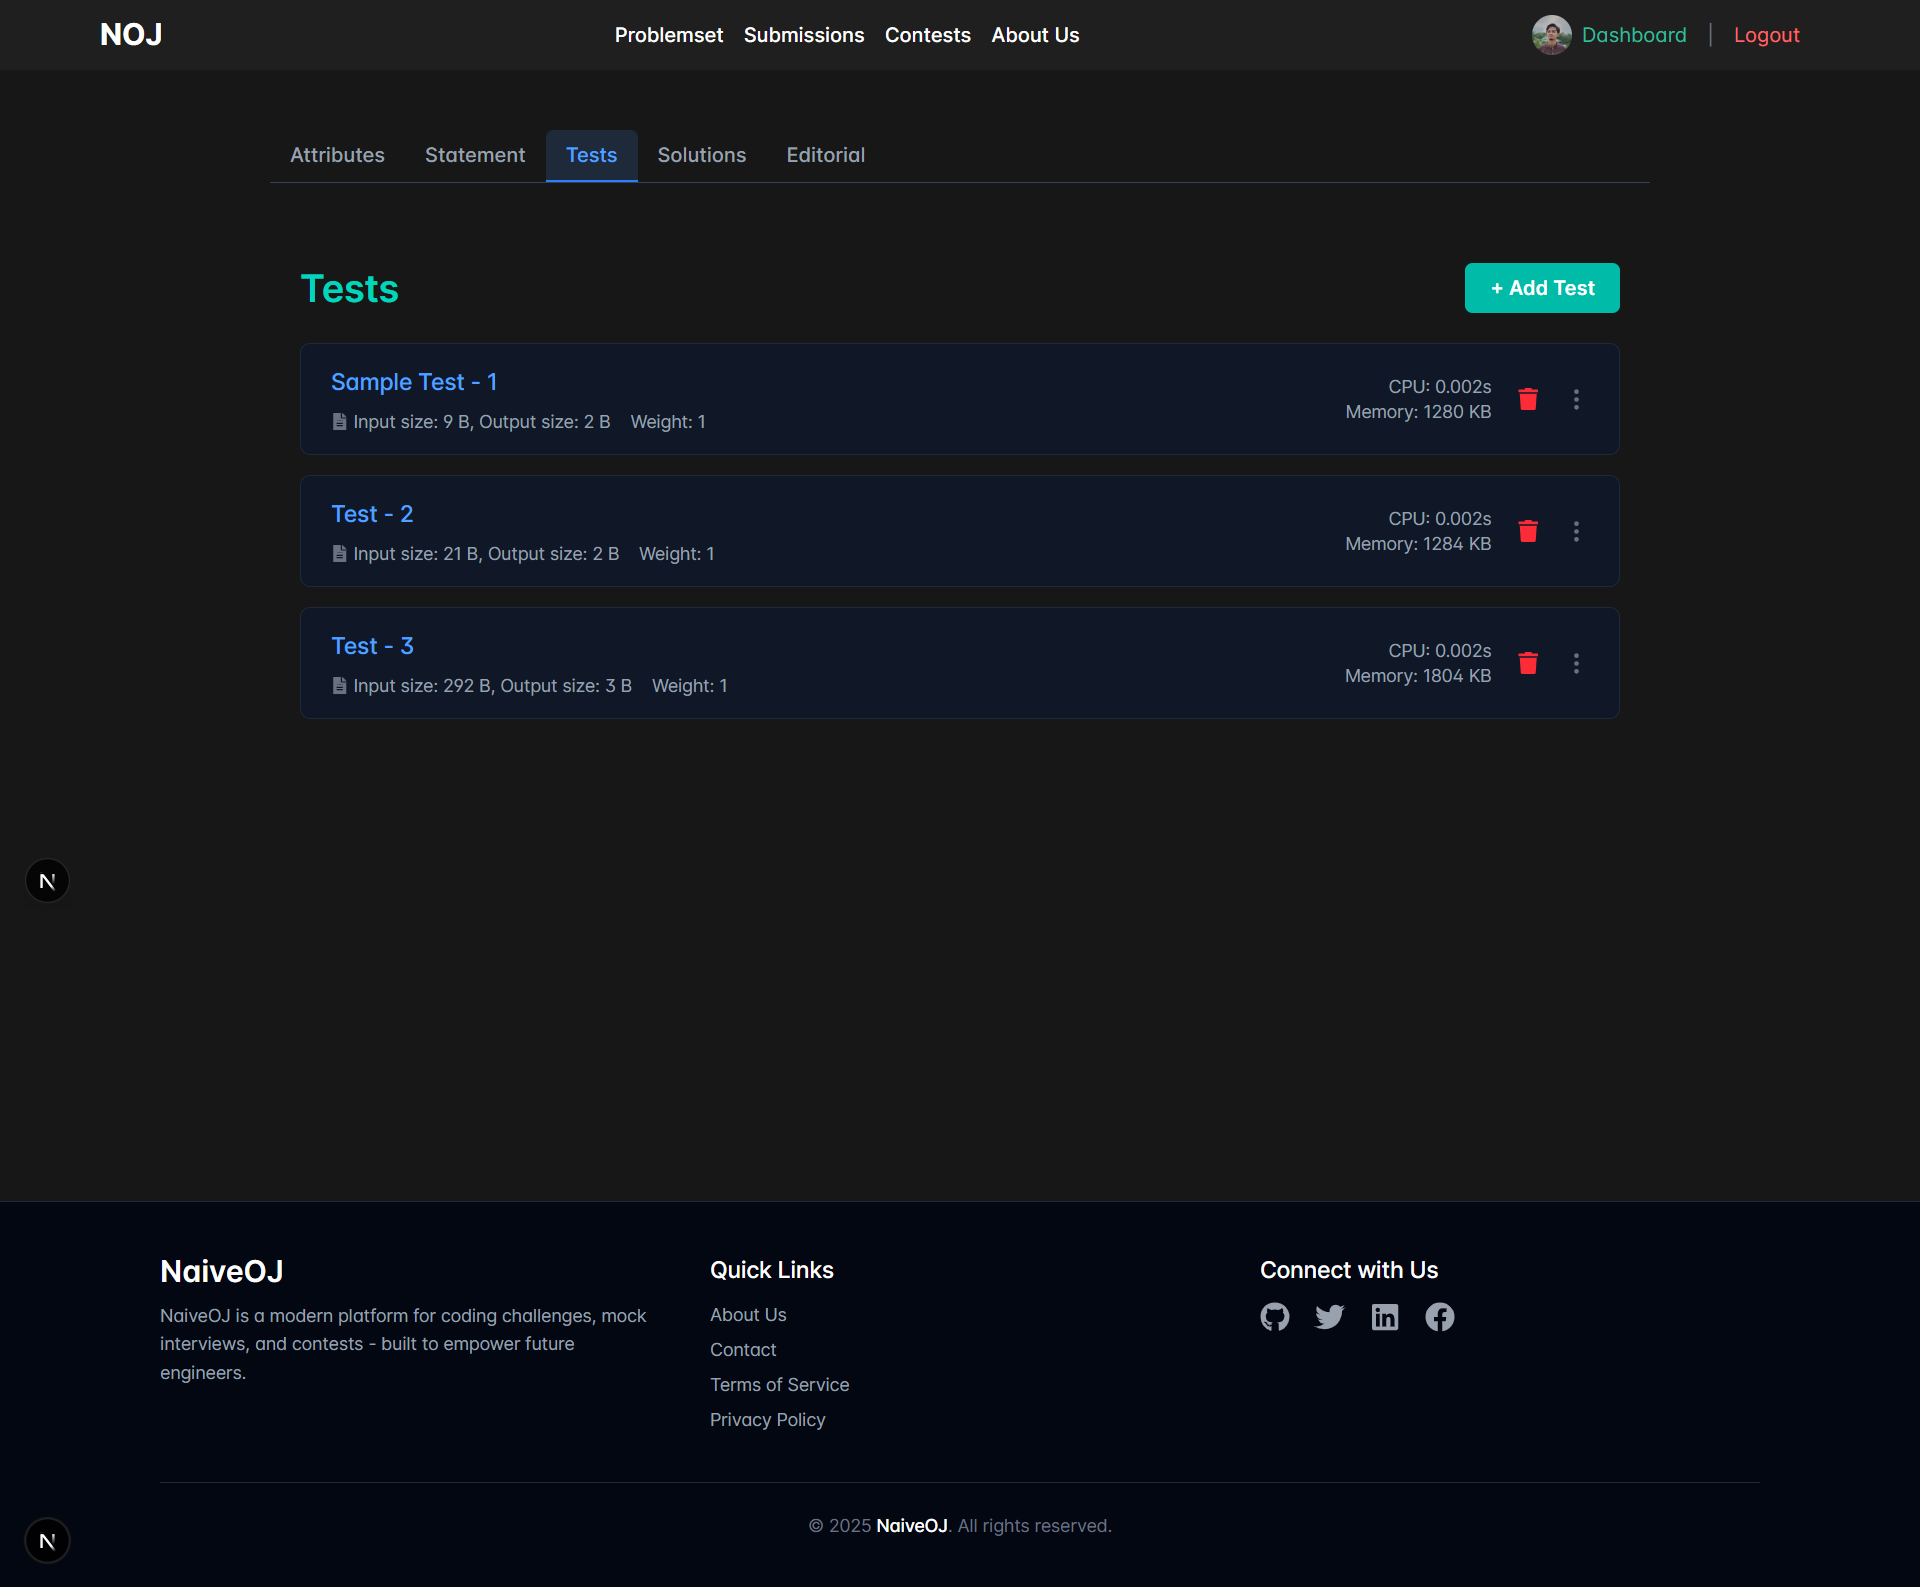 NOJ
Problemset Submissions Contests About Us
Dashboard | Logout
Attributes Statement Tests Solutions Editorial
Tests
+ Add Test
Sample Test - 1
Input size: 9 B, Output size: 2 B Weight: 1
CPU: 0.002s
Memory: 1280 KB
Test - 2
Input size: 21 B, Output size: 2 B Weight: 1
CPU: 0.002s
Memory: 1284 KB
Test - 3
Input size: 292 B, Output size: 3 B Weight: 1
CPU: 0.002s
Memory: 1804 KB
N
NaiveOJ
NaiveOJ is a modern platform for coding challenges, mock
interviews, and contests - built to empower future
engineers.
Quick Links
About Us
Contact
Terms of Service
Privacy Policy
Connect with Us
© 2025 NaiveOJ. All rights reserved.
N